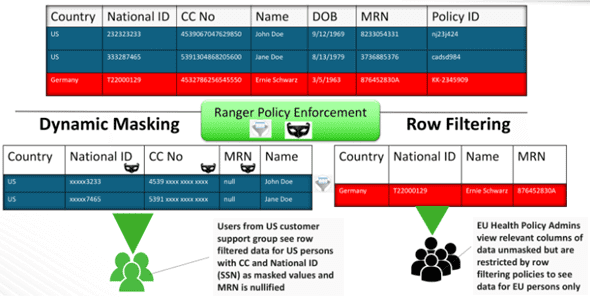 Country National ID CC No Name DOB MRN Policy ID
US 232323233 4539067047629850 John Doe 9/12/1969 8233054331 nj23j424
US 333287465 5391304868205600 Jane Doe 8/13/1979 3736885376 cadsd984
Germany T22000129 4532786256545550 Ernie Schwarz 3/5/1963 876452830A KK-2345909
Ranger Policy Enforcement
Dynamic Masking
Row Filtering
Country National ID CC No MRN Name
US xxxxx3233 4539 xxxx xxxx xxxx null John Doe
US xxxxx7465 5391 xxxx xxxx xxxx null Jane Doe
Country National ID Name MRN
Germany T22000129 Ernie Schwarz 876452830A
Users from US customer
support group see row
filtered data for US persons
with CC and National ID
(SSN) as masked values and
MRN is nullified
EU Health Policy Admins
view relevant columns of
data unmasked but are
restricted by row
filtering policies to see
data for EU persons only